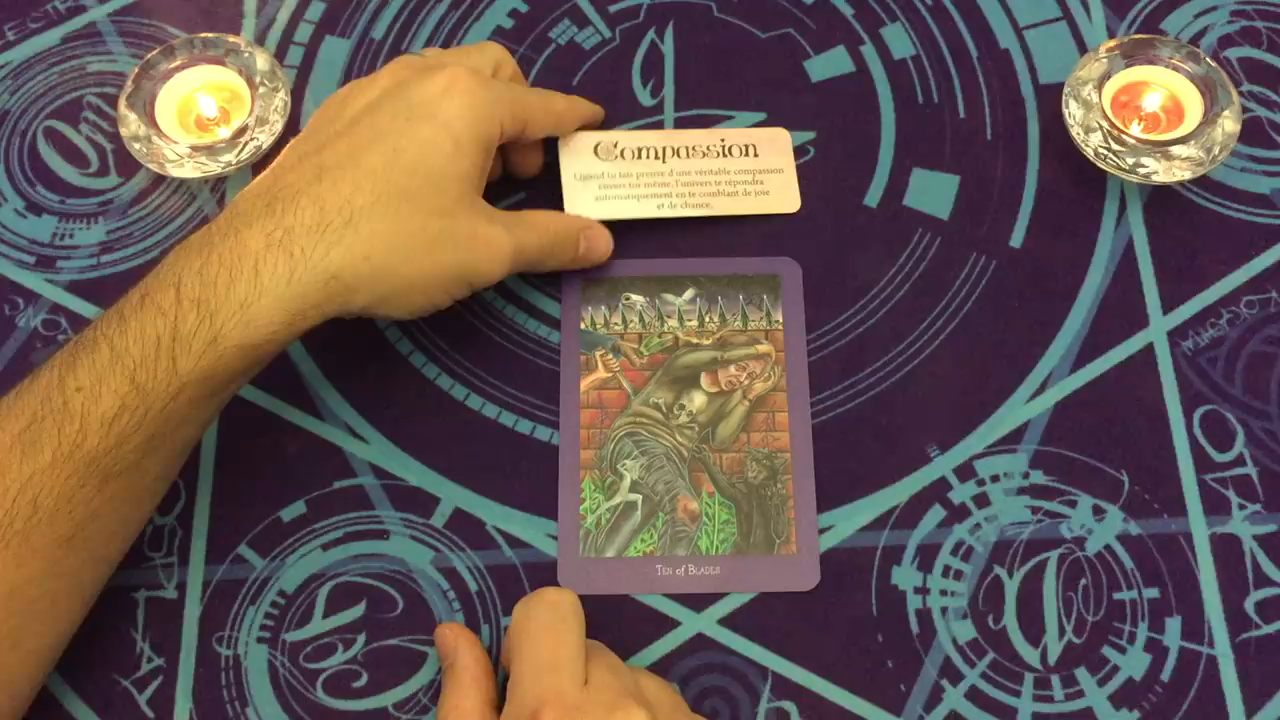 Compassion
Quand tu fais preuve d'une véritable compassion
envers toi même, l'univers te répondra
automatiquement en te comblant de joie
et de chance.
Ten of Blades